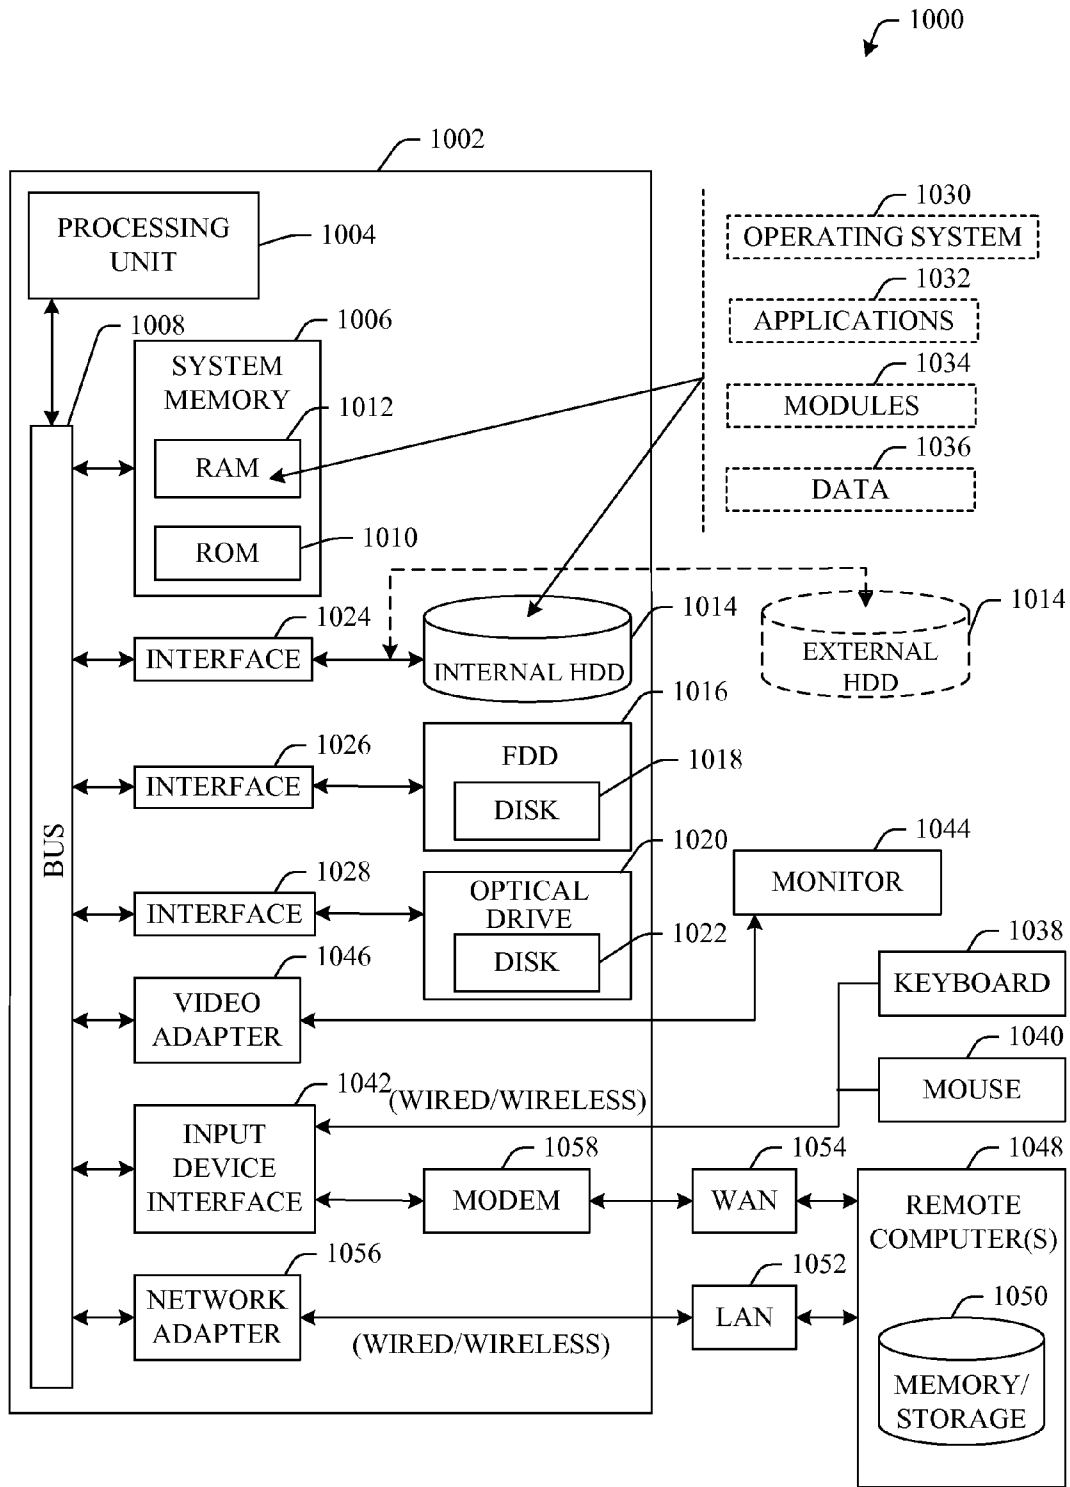 1000
1002
PROCESSING
UNIT
1004
1030
OPERATING SYSTEM
1032
APPLICATIONS
1034
MODULES
1036
DATA
1008
1006
SYSTEM
MEMORY
1012
RAM
1010
ROM
1024
INTERFACE
1014
INTERNAL HDD
1014
EXTERNAL
HDD
1026
INTERFACE
1016
FDD
1018
DISK
BUS
1028
INTERFACE
1020
OPTICAL
DRIVE
1022
DISK
1044
MONITOR
1046
VIDEO
ADAPTER
1038
KEYBOARD
1040
MOUSE
1042
(WIRED/WIRELESS)
INPUT
DEVICE
INTERFACE
1058
MODEM
1054
WAN
1048
REMOTE
COMPUTER(S)
1056
NETWORK
ADAPTER
(WIRED/WIRELESS)
1052
LAN
1050
MEMORY/
STORAGE